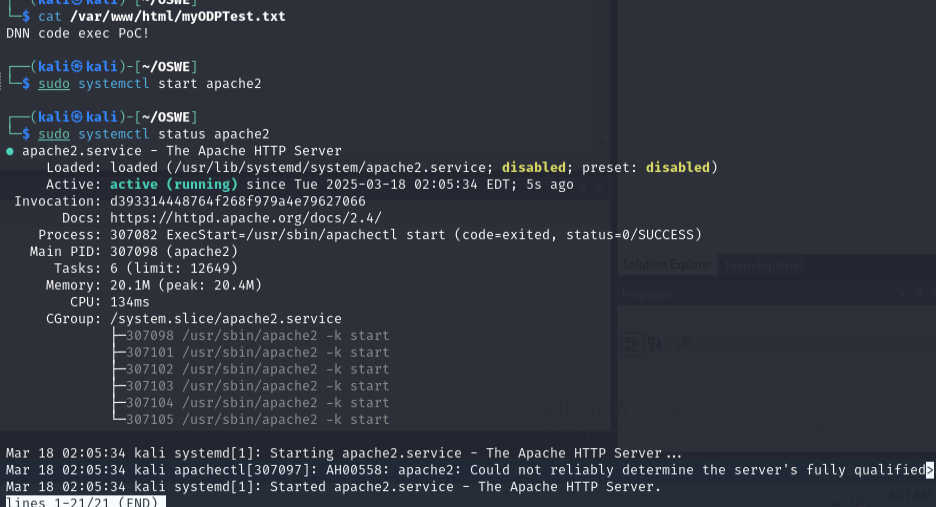 (kali㉿kali)-[~/OSWE]
└─$ cat /var/www/html/myODPTest.txt
DNN code exec PoC!
┌──(kali㉿kali)-[~/OSWE]
└─$ sudo systemctl start apache2
┌──(kali㉿kali)-[~/OSWE]
└─$ sudo systemctl status apache2
● apache2.service - The Apache HTTP Server
Loaded: loaded (/usr/lib/systemd/system/apache2.service; disabled; preset: disabled)
Active: active (running) since Tue 2025-03-18 02:05:34 EDT; 5s ago
Invocation: d393314448764f268f979a4e79627066
Docs: https://httpd.apache.org/docs/2.4/
Process: 307082 ExecStart=/usr/sbin/apachectl start (code=exited, status=0/SUCCESS)
Main PID: 307098 (apache2)
Tasks: 6 (limit: 12649)
Memory: 20.1M (peak: 20.4M)
CPU: 134ms
CGroup: /system.slice/apache2.service
├─307098 /usr/sbin/apache2 -k start
├─307101 /usr/sbin/apache2 -k start
├─307102 /usr/sbin/apache2 -k start
├─307103 /usr/sbin/apache2 -k start
├─307104 /usr/sbin/apache2 -k start
└─307105 /usr/sbin/apache2 -k start
Solution Explorer Team Explorer
Properties
Activate Windows
Mar 18 02:05:34 kali systemd[1]: Starting apache2.service - The Apache HTTP Server...
Mar 18 02:05:34 kali apachectl[307097]: AH00558: apache2: Could not reliably determine the server's fully qualified>
Mar 18 02:05:34 kali systemd[1]: Started apache2.service - The Apache HTTP Server.
lines 1-21/21 (END)